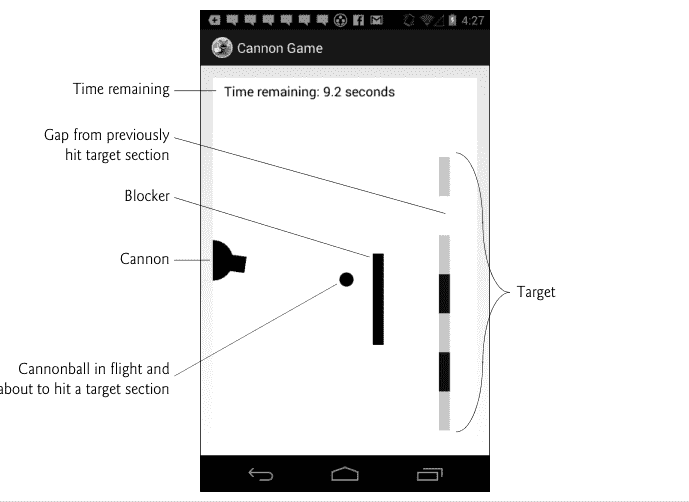 4:27
Cannon Game
Time remaining
Time remaining: 9.2 seconds
Gap from previously
hit target section
Blocker
Cannon
Target
Cannonball in flight and
about to hit a target section